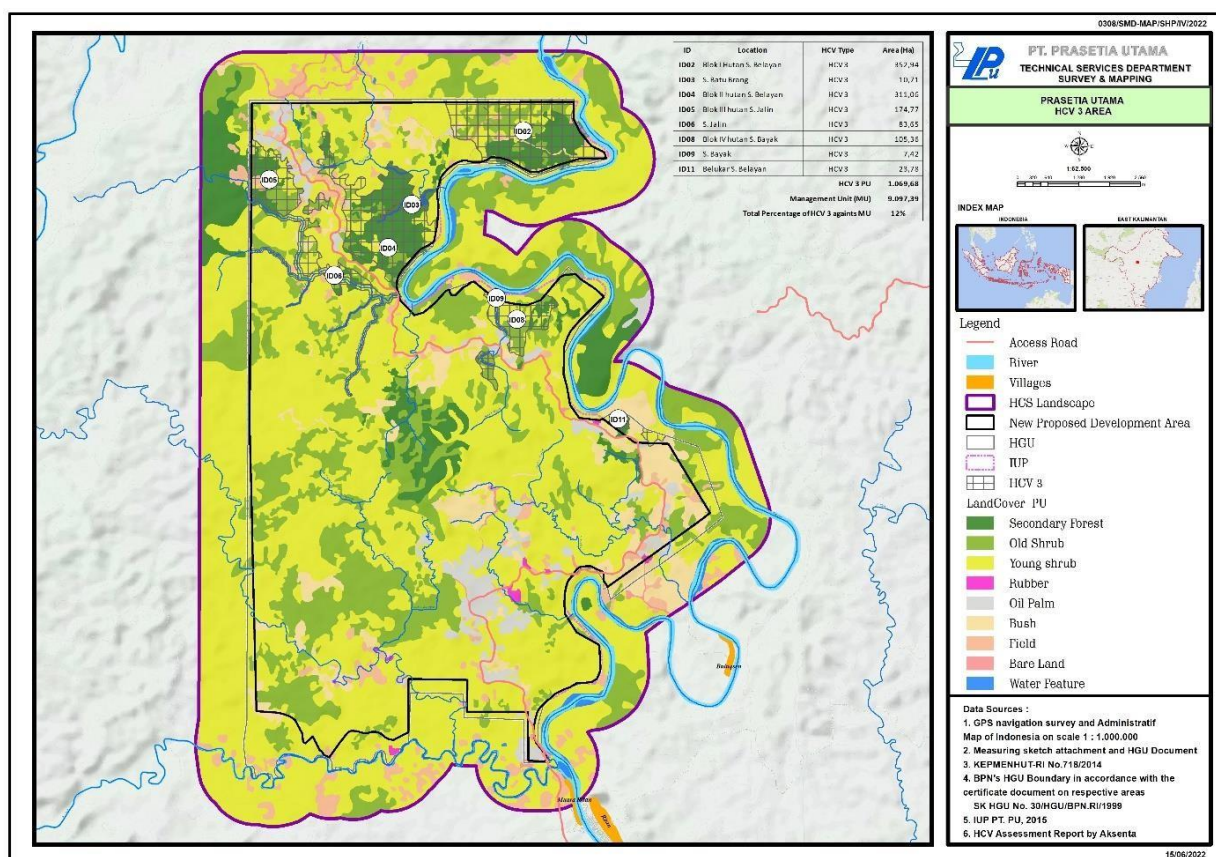 0308/SMD-MAP/SHP/IV/2022
ID Location HCV Type Area (Ha)
ID02 Blok I Hutan S. Belayan HCV 3 352,94
ID03 S. Batu Brang HCV 3 10,71
ID04 Blok II hutan S. Belayan HCV 3 311,06
ID05 Blok III hutan S. Jalin HCV 3 174,77
ID06 S. Jalin HCV 3 83,65
ID08 Blok IV hutan S. Bayak HCV 3 105,36
ID09 S. Bayak HCV 3 7,42
ID11 Belukar S. Belayan HCV 3 23,78
HCV 3 PU 1.069,68
Management Unit (MU) 9.097,39
Total Percentage of HCV 3 againts MU 12%
ID02
ID05
ID03
ID04
ID06
ID09
ID08
ID11
Muara
PT. PRASETIA UTAMA
TECHNICAL SERVICES DEPARTMENT
SURVEY & MAPPING
PRASETIA UTAMA
HCV 3 AREA
1:62,500
INDEX MAP
INDONESIA
EAST KALIMANTAN
Legend
Access Road
River
Villages
HCS Landscape
New Proposed Development Area
HGU
IUP
HCV 3
LandCover PU
Secondary Forest
Old Shrub
Young shrub
Rubber
Oil Palm
Bush
Field
Bare Land
Water Feature
Data Sources :
1. GPS navigation survey and Administratif
Map of Indonesia on scale 1 : 1.000.000
2. Measuring sketch attachment and HGU Document
3. KEPMENHUT-RI No.718/2014
4. BPN's HGU Boundary in accordance with the
certificate document on respective areas
SK HGU No. 30/HGU/BPN.RI/1999
5. IUP PT. PU, 2015
6. HCV Assessment Report by Aksenta
15/06/2022